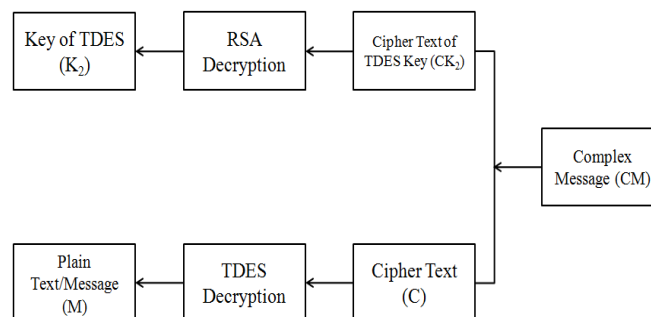 Key of TDES
(K₂)
RSA
Decryption
Cipher Text of
TDES Key (CK₂)
Complex
Message (CM)
Plain
Text/Message
(M)
TDES
Decryption
Cipher Text
(C)